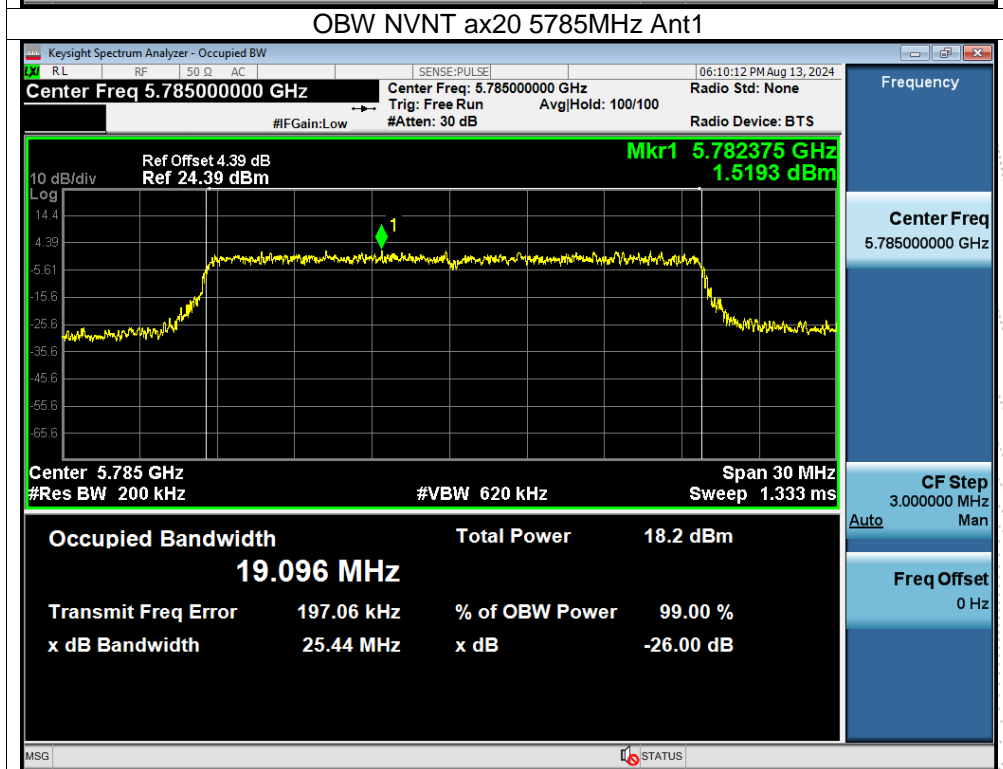 OBW NVNT ax20 5785MHz Ant1
Keysight Spectrum Analyzer - Occupied BW
LXI RL RF 50 Ω AC SENSE:PULSE 06:10:12 PM Aug 13, 2024
Center Freq 5.785000000 GHz Center Freq: 5.785000000 GHz Radio Std: None
Trig: Free Run Avg|Hold: 100/100
#IFGain:Low #Atten: 30 dB Radio Device: BTS
Frequency
Mkr1 5.782375 GHz
1.5193 dBm
Ref Offset 4.39 dB
10 dB/div Ref 24.39 dBm
Log
14.4
4.39
-5.61
-15.6
-25.6
-35.6
-45.6
-55.6
-65.6
1
Center 5.785 GHz Span 30 MHz
#Res BW 200 kHz #VBW 620 kHz Sweep 1.333 ms
Occupied Bandwidth Total Power 18.2 dBm
19.096 MHz
Transmit Freq Error 197.06 kHz % of OBW Power 99.00 %
x dB Bandwidth 25.44 MHz x dB -26.00 dB
Center Freq
5.785000000 GHz
CF Step
3.000000 MHz
Auto Man
Freq Offset
0 Hz
MSG STATUS